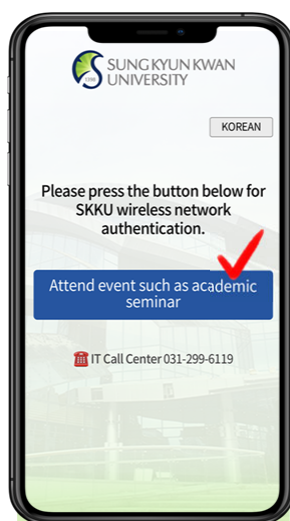 SUNG KYUN KWAN
UNIVERSITY
1398
KOREAN
Please press the button below for
SKKU wireless network
authentication.
Attend event such as academic
seminar
IT Call Center 031-299-6119